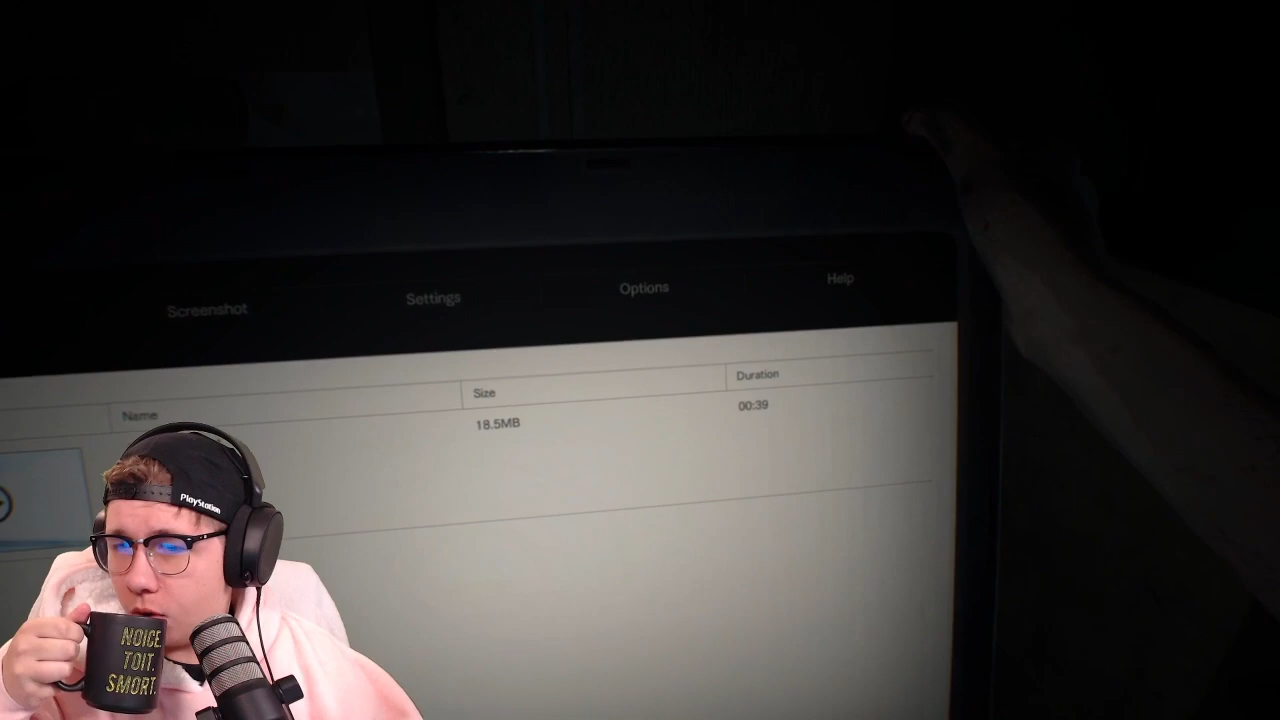 Screenshot
Settings
Options
Help
Name
Size
Duration
18.5MB
00:39
PlayStation
NOICE.
TOIT.
SMORT.